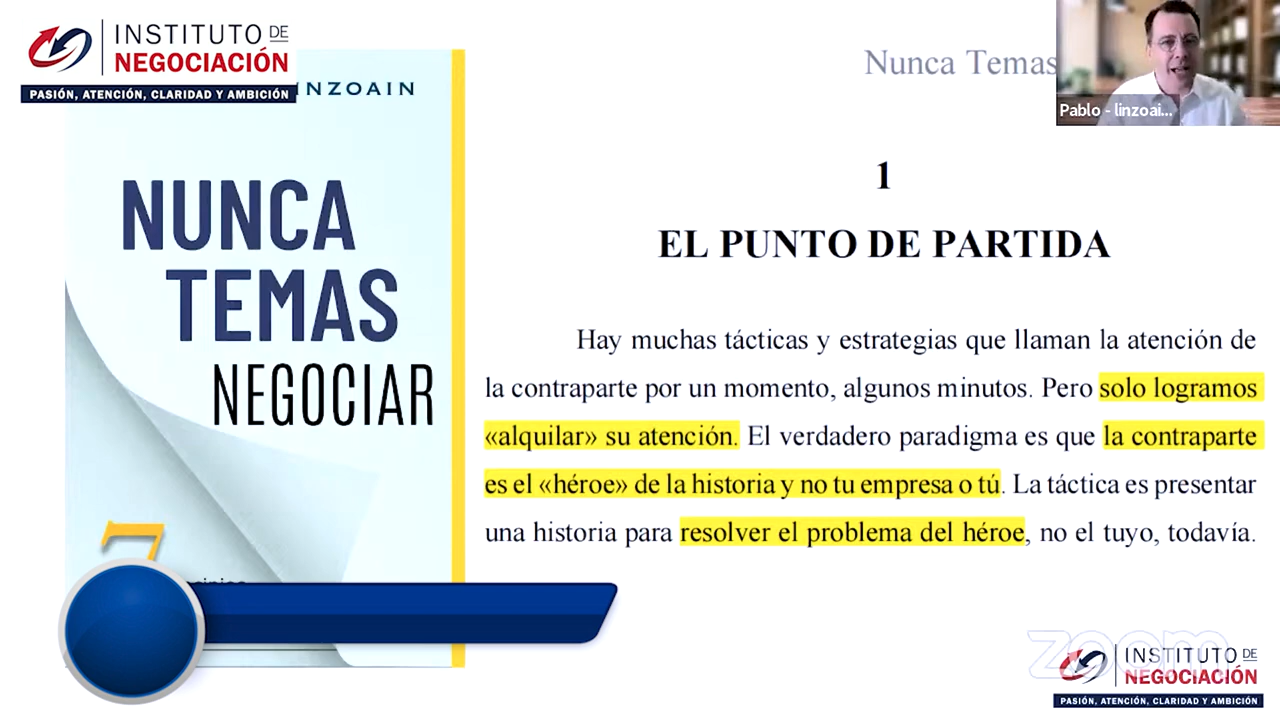 INSTITUTO DE
NEGOCIACIÓN
PASIÓN, ATENCIÓN, CLARIDAD Y AMBICIÓN
INZOAIN
NUNCA
TEMAS
NEGOCIAR
7
Nunca Temas
Pablo - linzoai...
1
EL PUNTO DE PARTIDA
Hay muchas tácticas y estrategias que llaman la atención de
la contraparte por un momento, algunos minutos. Pero solo logramos
«alquilar» su atención. El verdadero paradigma es que la contraparte
es el «héroe» de la historia y no tu empresa o tú. La táctica es presentar
una historia para resolver el problema del héroe, no el tuyo, todavía.
zoom
INSTITUTO DE
NEGOCIACIÓN
PASIÓN, ATENCIÓN, CLARIDAD Y AMBICIÓN